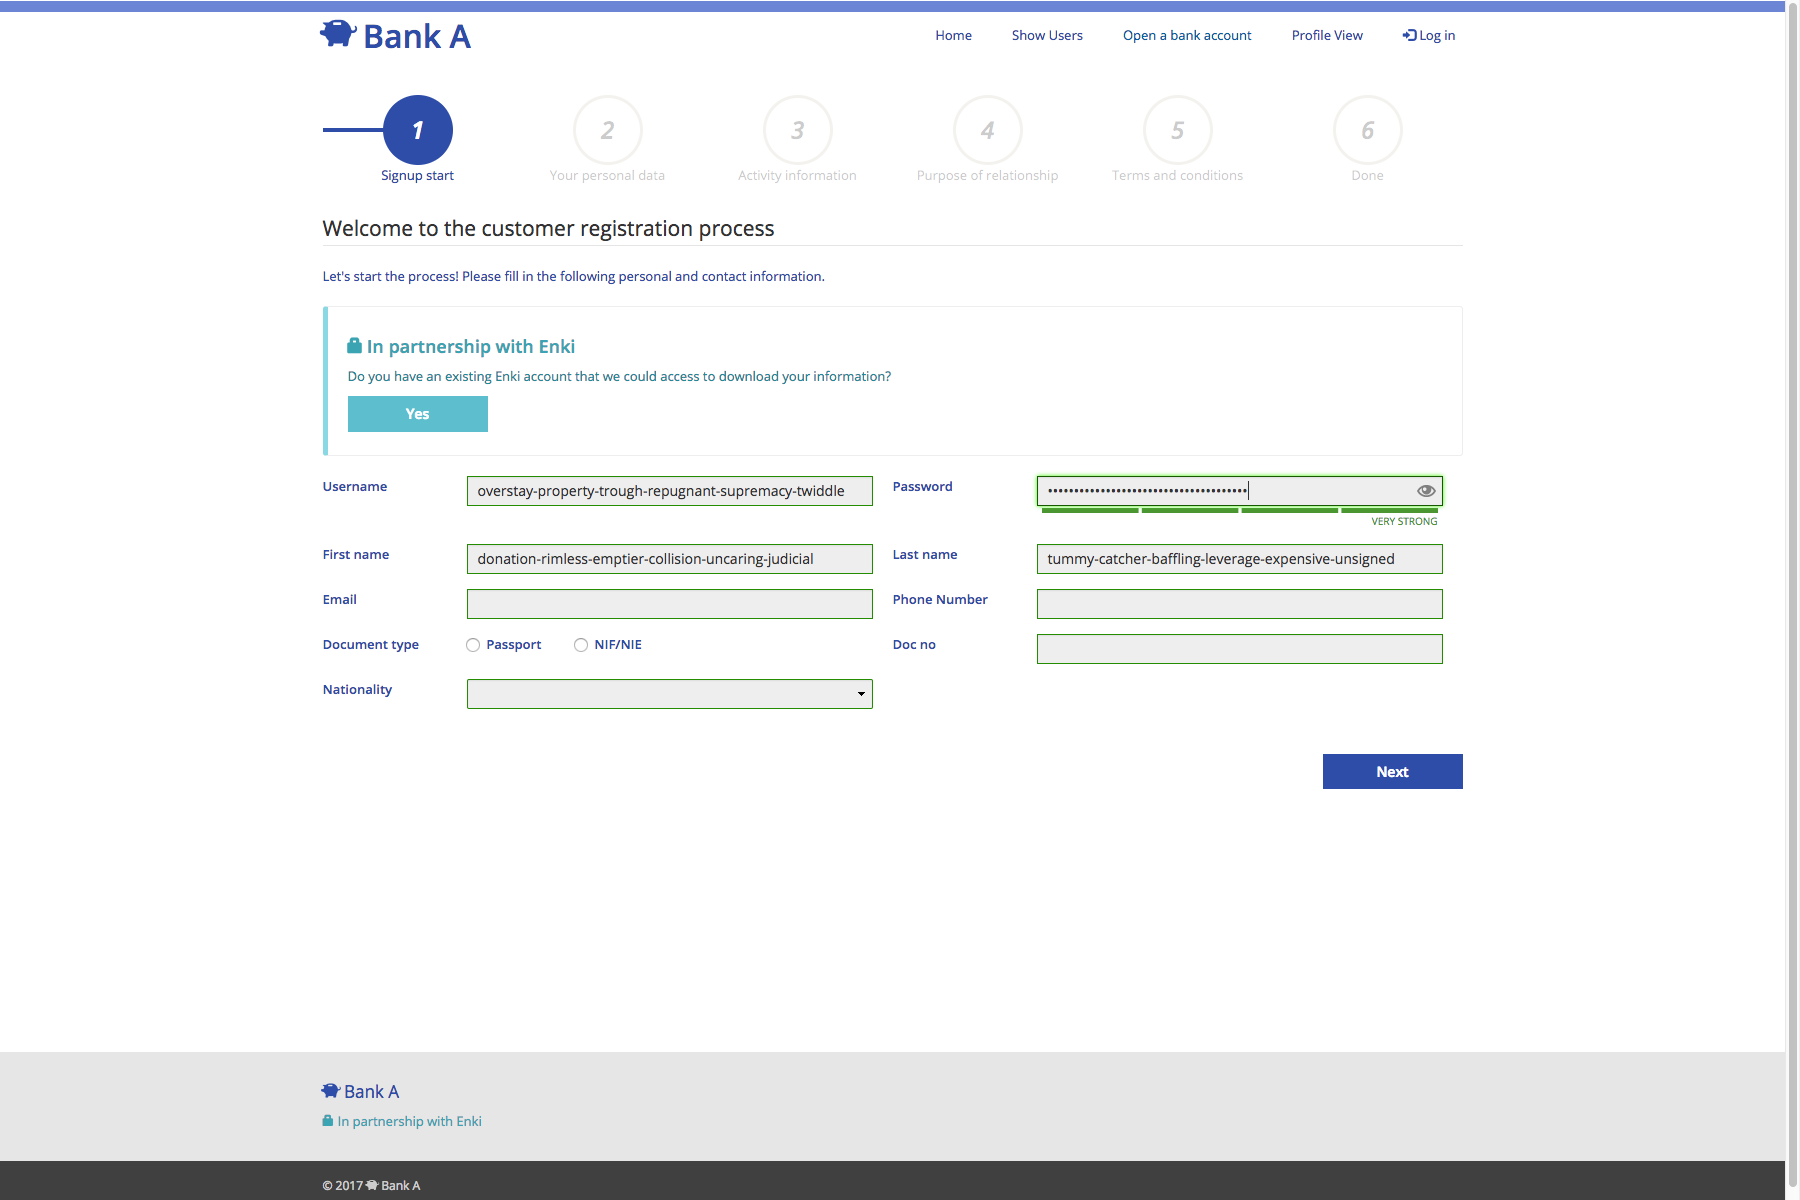 Bank A
Home Show Users Open a bank account Profile View Log in
1 2 3 4 5 6
Signup start Your personal data Activity information Purpose of relationship Terms and conditions Done
Welcome to the customer registration process
Let's start the process! Please fill in the following personal and contact information.
In partnership with Enki
Do you have an existing Enki account that we could access to download your information?
Yes
Username overstay-property-trough-repugnant-supremacy-twiddle Password
VERY STRONG
First name donation-rimless-emptier-collision-uncaring-judicial Last name tummy-catcher-baffling-leverage-expensive-unsigned
Email Phone Number
Document type Passport NIF/NIE Doc no
Nationality
Next
Bank A
In partnership with Enki
© 2017 Bank A